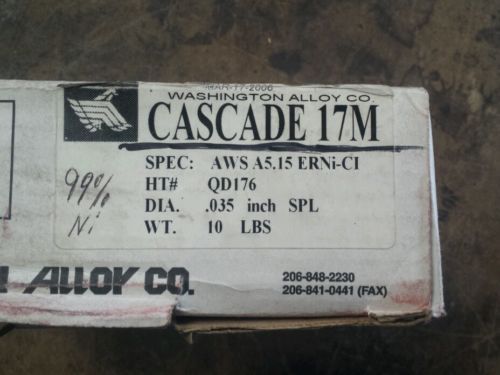 MAR-17-2006
WASHINGTON ALLOY CO.
CASCADE 17M
SPEC: AWS A5.15 ERNi-CI
HT# QD176
DIA. .035 inch SPL
WT. 10 LBS
99%
Ni
ALLOY CO.
206-848-2230
206-841-0441 (FAX)